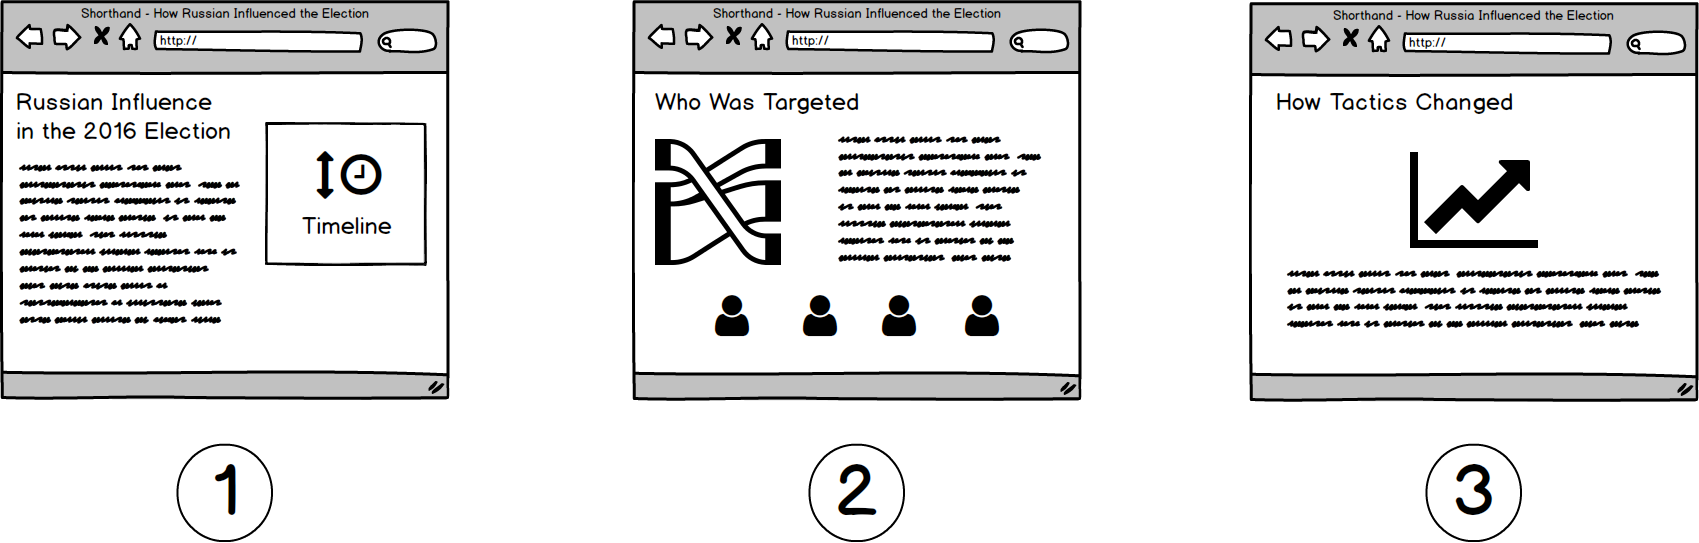 Shorthand - How Russian Influenced the Election
http://
Russian Influence
in the 2016 Election
Timeline
1
Shorthand - How Russian Influenced the Election
http://
Who Was Targeted
2
Shorthand - How Russia Influenced the Election
http://
How Tactics Changed
3